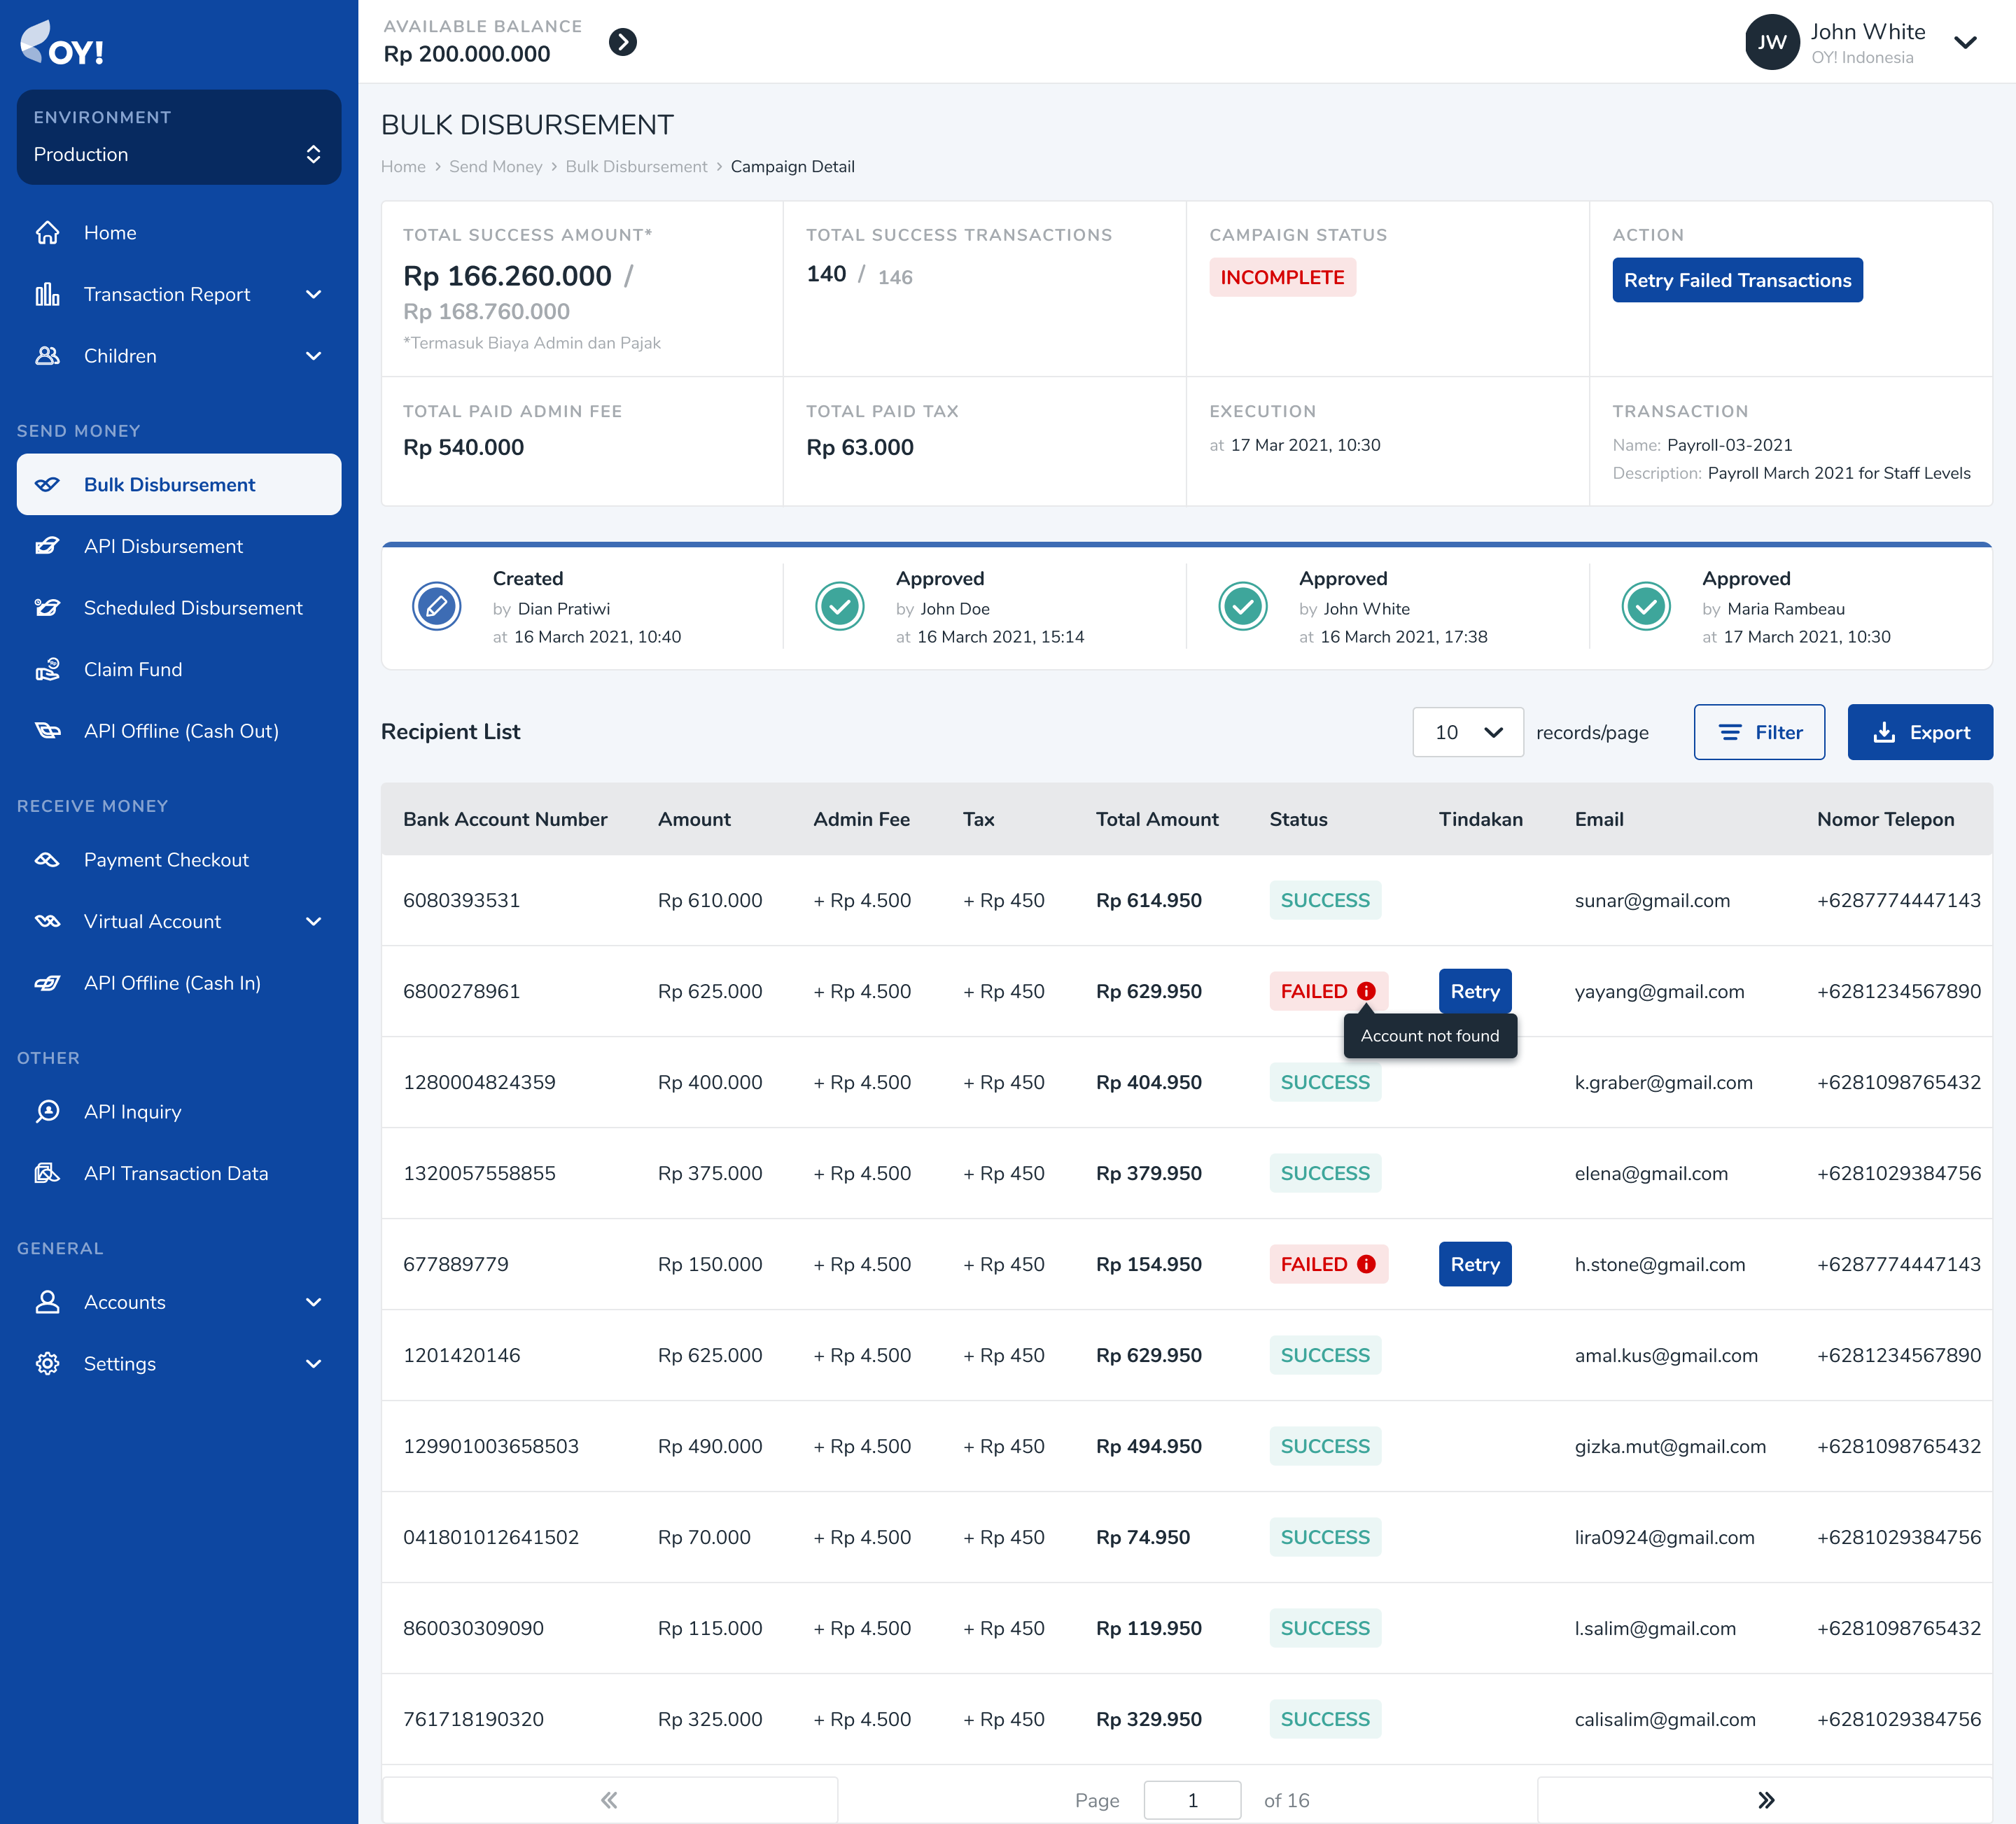 OY!
ENVIRONMENT
Production
Home
Transaction Report
Children
SEND MONEY
Bulk Disbursement
API Disbursement
Scheduled Disbursement
Claim Fund
API Offline (Cash Out)
RECEIVE MONEY
Payment Checkout
Virtual Account
API Offline (Cash In)
OTHER
API Inquiry
API Transaction Data
GENERAL
Accounts
Settings
AVAILABLE BALANCE
Rp 200.000.000
JW
John White
OY! Indonesia
BULK DISBURSEMENT
Home > Send Money > Bulk Disbursement > Campaign Detail
TOTAL SUCCESS AMOUNT*
Rp 166.260.000 /
Rp 168.760.000
*Termasuk Biaya Admin dan Pajak
TOTAL SUCCESS TRANSACTIONS
140 / 146
CAMPAIGN STATUS
INCOMPLETE
ACTION
Retry Failed Transactions
TOTAL PAID ADMIN FEE
Rp 540.000
TOTAL PAID TAX
Rp 63.000
EXECUTION
at 17 Mar 2021, 10:30
TRANSACTION
Name: Payroll-03-2021
Description: Payroll March 2021 for Staff Levels
Created
by Dian Pratiwi
at 16 March 2021, 10:40
Approved
by John Doe
at 16 March 2021, 15:14
Approved
by John White
at 16 March 2021, 17:38
Approved
by Maria Rambeau
at 17 March 2021, 10:30
Recipient List
10 records/page
Filter
Export
Bank Account Number Amount Admin Fee Tax Total Amount Status Tindakan Email Nomor Telepon
6080393531 Rp 610.000 + Rp 4.500 + Rp 450 Rp 614.950 SUCCESS sunar@gmail.com +6287774447143
6800278961 Rp 625.000 + Rp 4.500 + Rp 450 Rp 629.950 FAILED Retry yayang@gmail.com +6281234567890
Account not found
1280004824359 Rp 400.000 + Rp 4.500 + Rp 450 Rp 404.950 SUCCESS k.graber@gmail.com +6281098765432
1320057558855 Rp 375.000 + Rp 4.500 + Rp 450 Rp 379.950 SUCCESS elena@gmail.com +6281029384756
677889779 Rp 150.000 + Rp 4.500 + Rp 450 Rp 154.950 FAILED Retry h.stone@gmail.com +6287774447143
1201420146 Rp 625.000 + Rp 4.500 + Rp 450 Rp 629.950 SUCCESS amal.kus@gmail.com +6281234567890
129901003658503 Rp 490.000 + Rp 4.500 + Rp 450 Rp 494.950 SUCCESS gizka.mut@gmail.com +6281098765432
041801012641502 Rp 70.000 + Rp 4.500 + Rp 450 Rp 74.950 SUCCESS lira0924@gmail.com +6281029384756
860030309090 Rp 115.000 + Rp 4.500 + Rp 450 Rp 119.950 SUCCESS l.salim@gmail.com +6281098765432
761718190320 Rp 325.000 + Rp 4.500 + Rp 450 Rp 329.950 SUCCESS calisalim@gmail.com +6281029384756
« Page 1 of 16 »